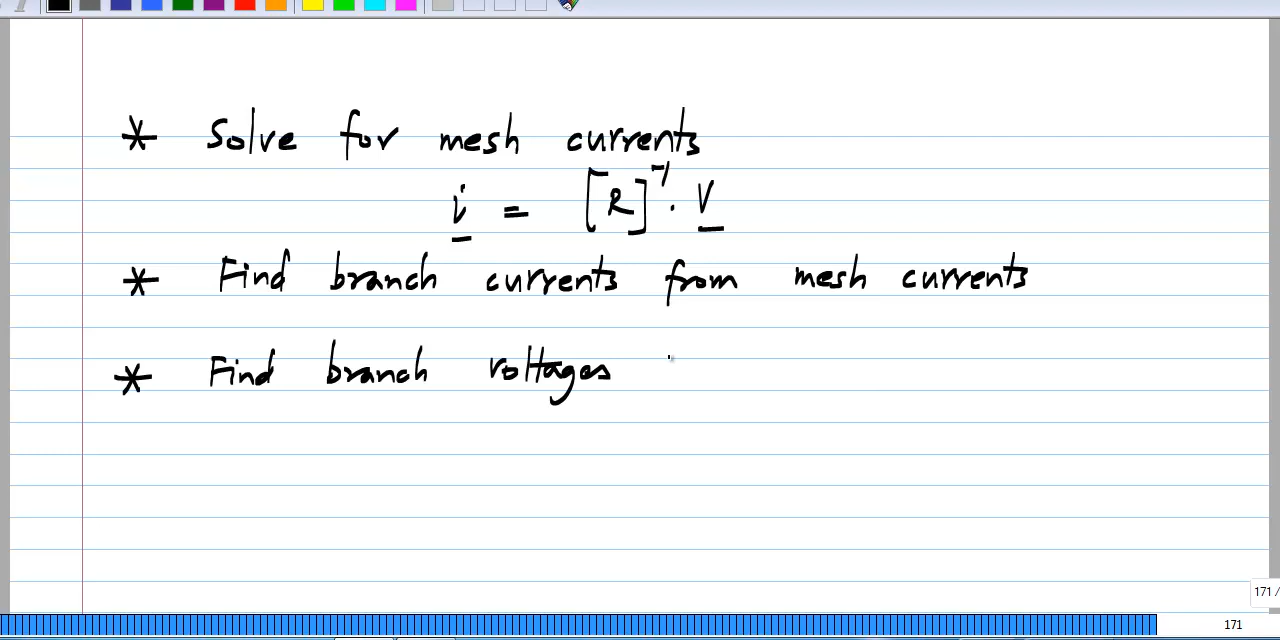 * Solve for mesh currents
i = [R]⁻¹ . V
* Find branch currents from mesh currents
* Find branch voltages
171 /
171